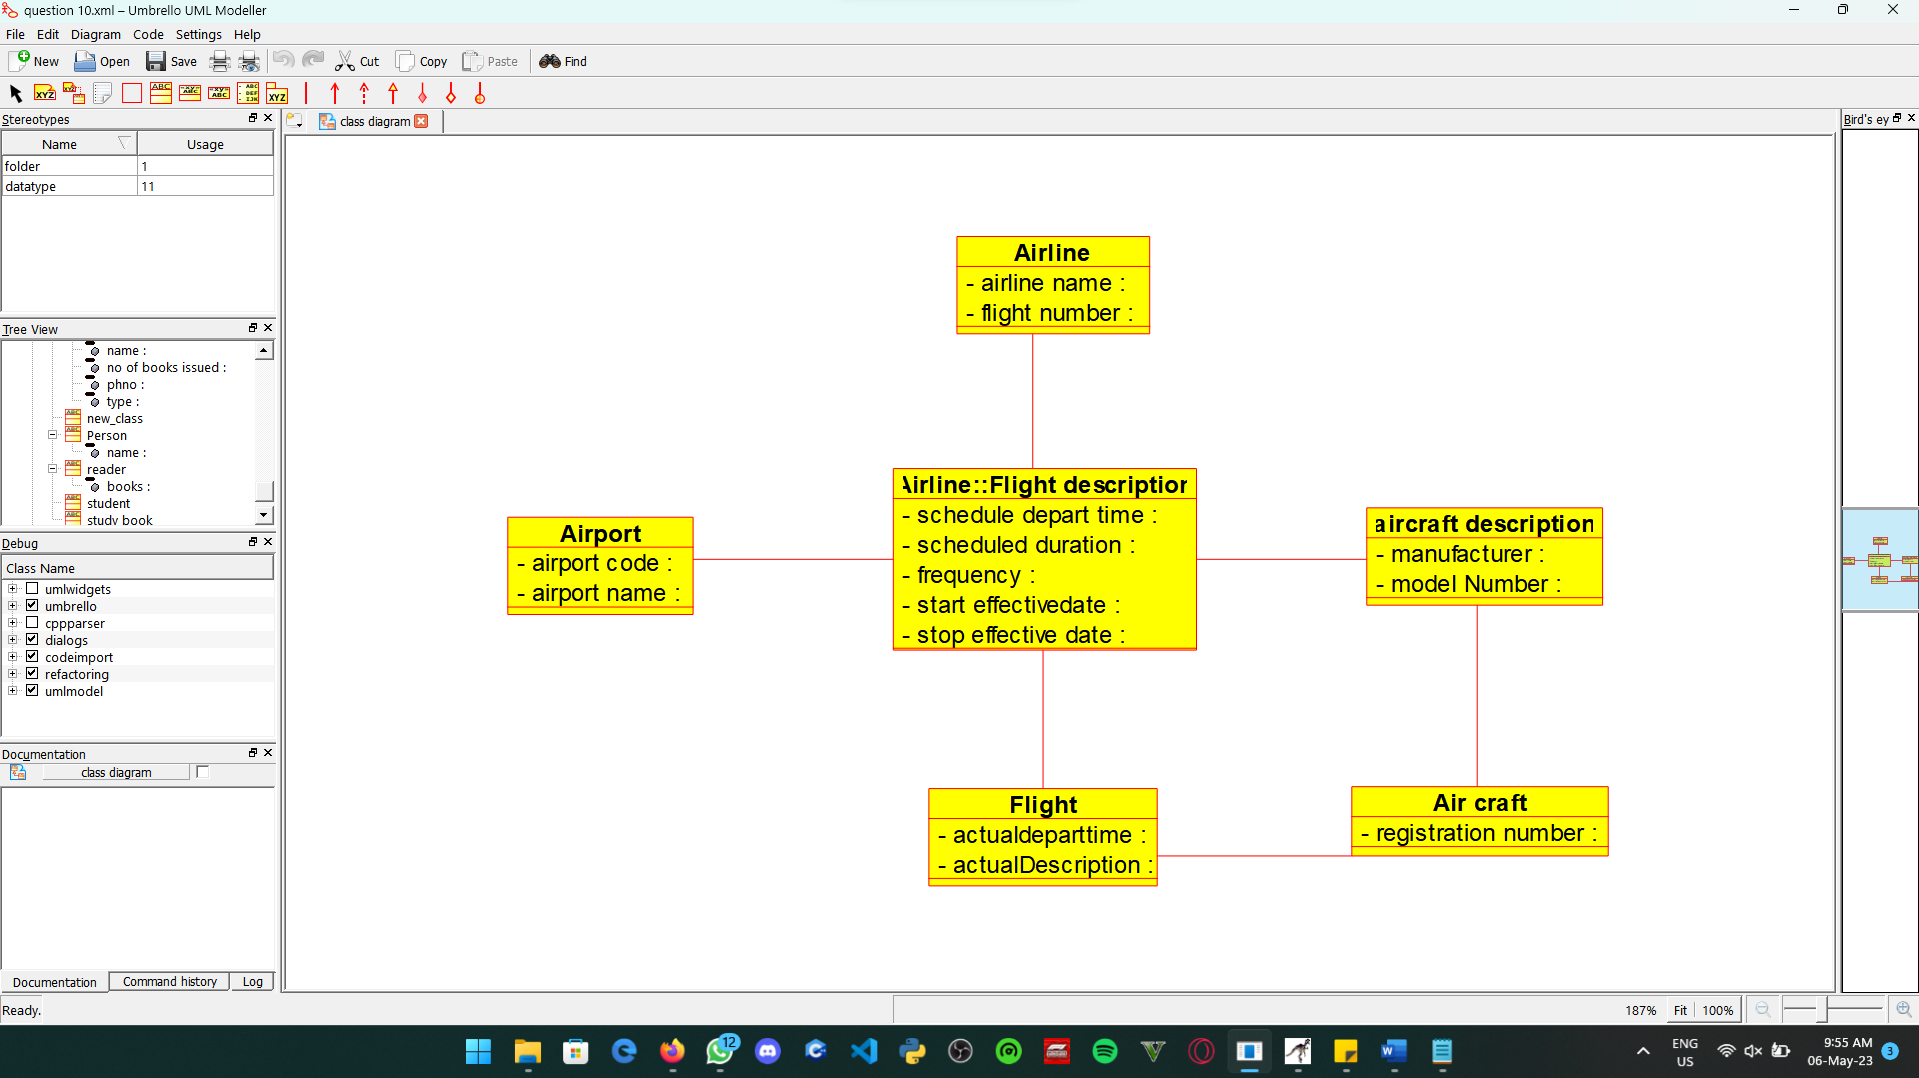 question 10.xml – Umbrello UML Modeller
File Edit Diagram Code Settings Help
New Open Save Cut Copy Paste Find
Stereotypes
Name Usage
folder 1
datatype 11
Tree View
name :
no of books issued :
phno :
type :
new_class
Person
name :
reader
books :
student
study book
Debug
Class Name
umlwidgets
umbrello
cppparser
dialogs
codeimport
refactoring
umlmodel
Documentation
class diagram
Documentation Command history Log
Ready.
class diagram
Airline
- airline name :
- flight number :
Airport
- airport code :
- airport name :
Airline::Flight description
- schedule depart time :
- scheduled duration :
- frequency :
- start effectivedate :
- stop effective date :
aircraft description
- manufacturer :
- model Number :
Flight
- actualdeparttime :
- actualDescription :
Air craft
- registration number :
Bird's ey
187% Fit 100%
12
ENG
US
9:55 AM
06-May-23
3